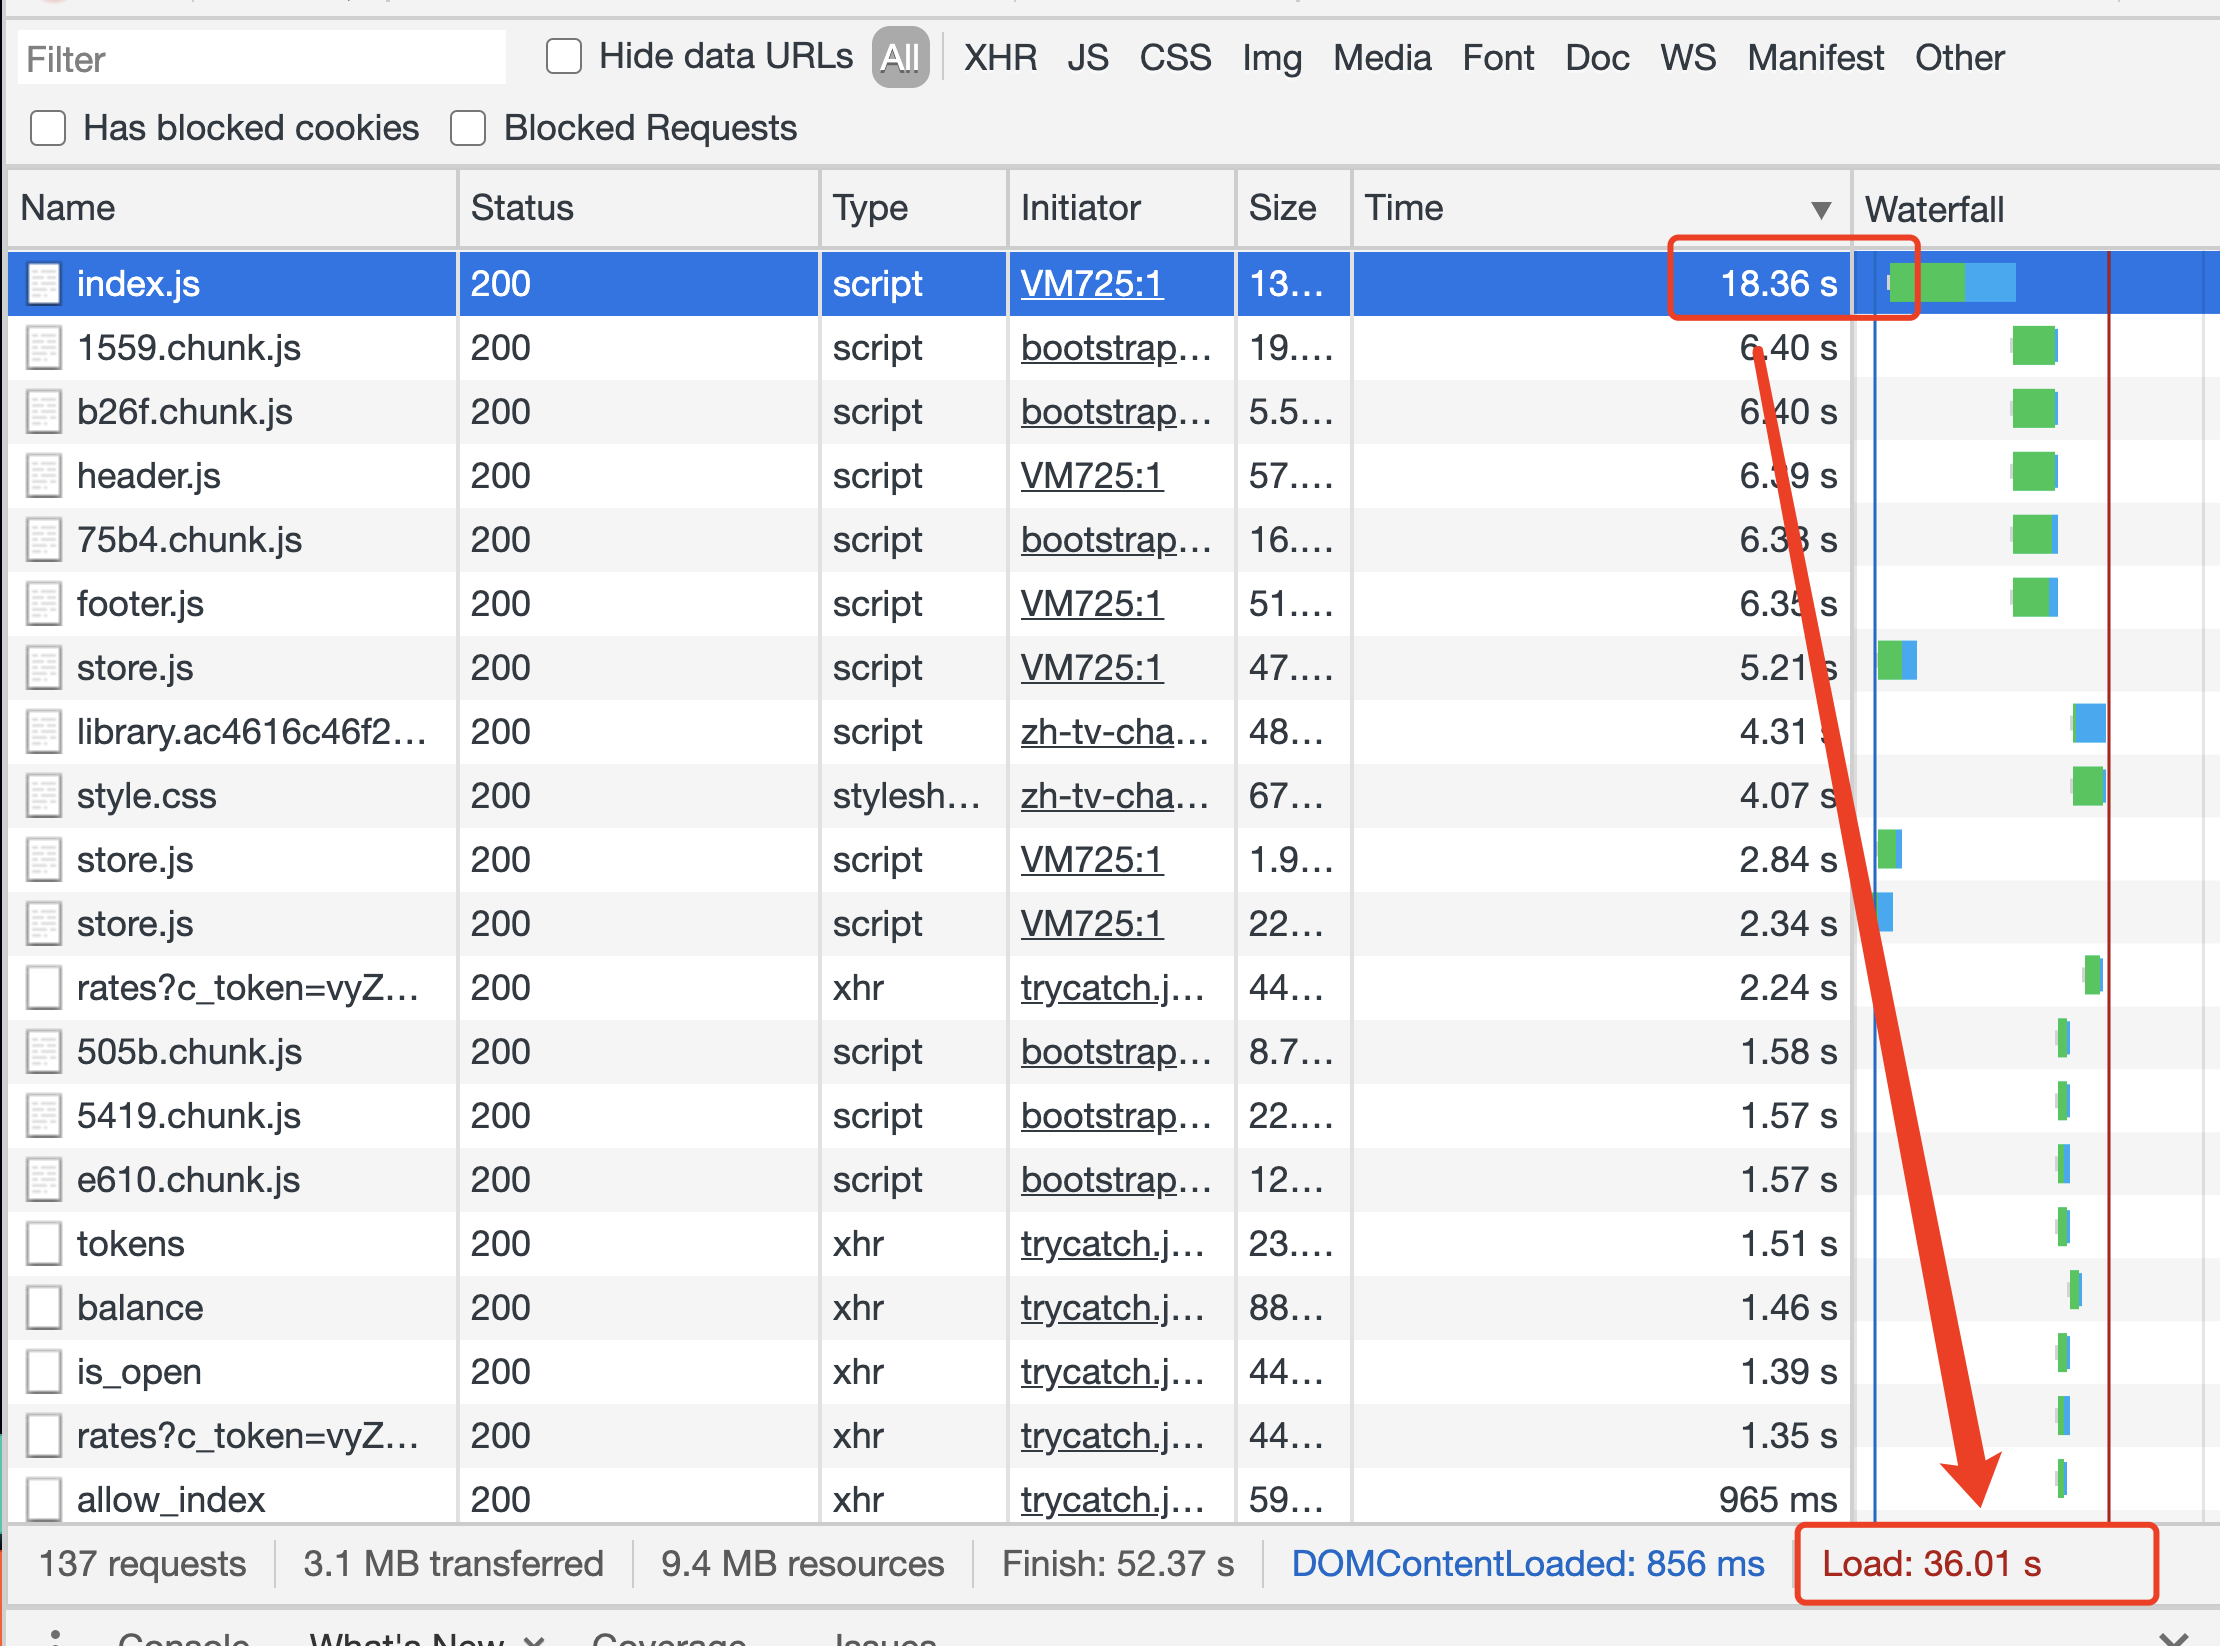 Filter Hide data URLs All XHR JS CSS Img Media Font Doc WS Manifest Other
Has blocked cookies Blocked Requests
Name Status Type Initiator Size Time ▼ Waterfall
index.js 200 script VM725:1 13... 18.36 s
1559.chunk.js 200 script bootstrap... 19.... 6.40 s
b26f.chunk.js 200 script bootstrap... 5.5... 6.40 s
header.js 200 script VM725:1 57.... 6.39 s
75b4.chunk.js 200 script bootstrap... 16.... 6.38 s
footer.js 200 script VM725:1 51.... 6.35 s
store.js 200 script VM725:1 47.... 5.21 s
library.ac4616c46f2... 200 script zh-tv-cha... 48... 4.31 s
style.css 200 stylesh... zh-tv-cha... 67... 4.07 s
store.js 200 script VM725:1 1.9... 2.84 s
store.js 200 script VM725:1 22... 2.34 s
rates?c_token=vyZ... 200 xhr trycatch.j... 44... 2.24 s
505b.chunk.js 200 script bootstrap... 8.7... 1.58 s
5419.chunk.js 200 script bootstrap... 22.... 1.57 s
e610.chunk.js 200 script bootstrap... 12... 1.57 s
tokens 200 xhr trycatch.j... 23.... 1.51 s
balance 200 xhr trycatch.j... 88... 1.46 s
is_open 200 xhr trycatch.j... 44... 1.39 s
rates?c_token=vyZ... 200 xhr trycatch.j... 44... 1.35 s
allow_index 200 xhr trycatch.j... 59... 965 ms
137 requests 3.1 MB transferred 9.4 MB resources Finish: 52.37 s DOMContentLoaded: 856 ms Load: 36.01 s
Console What's New × Coverage Issues